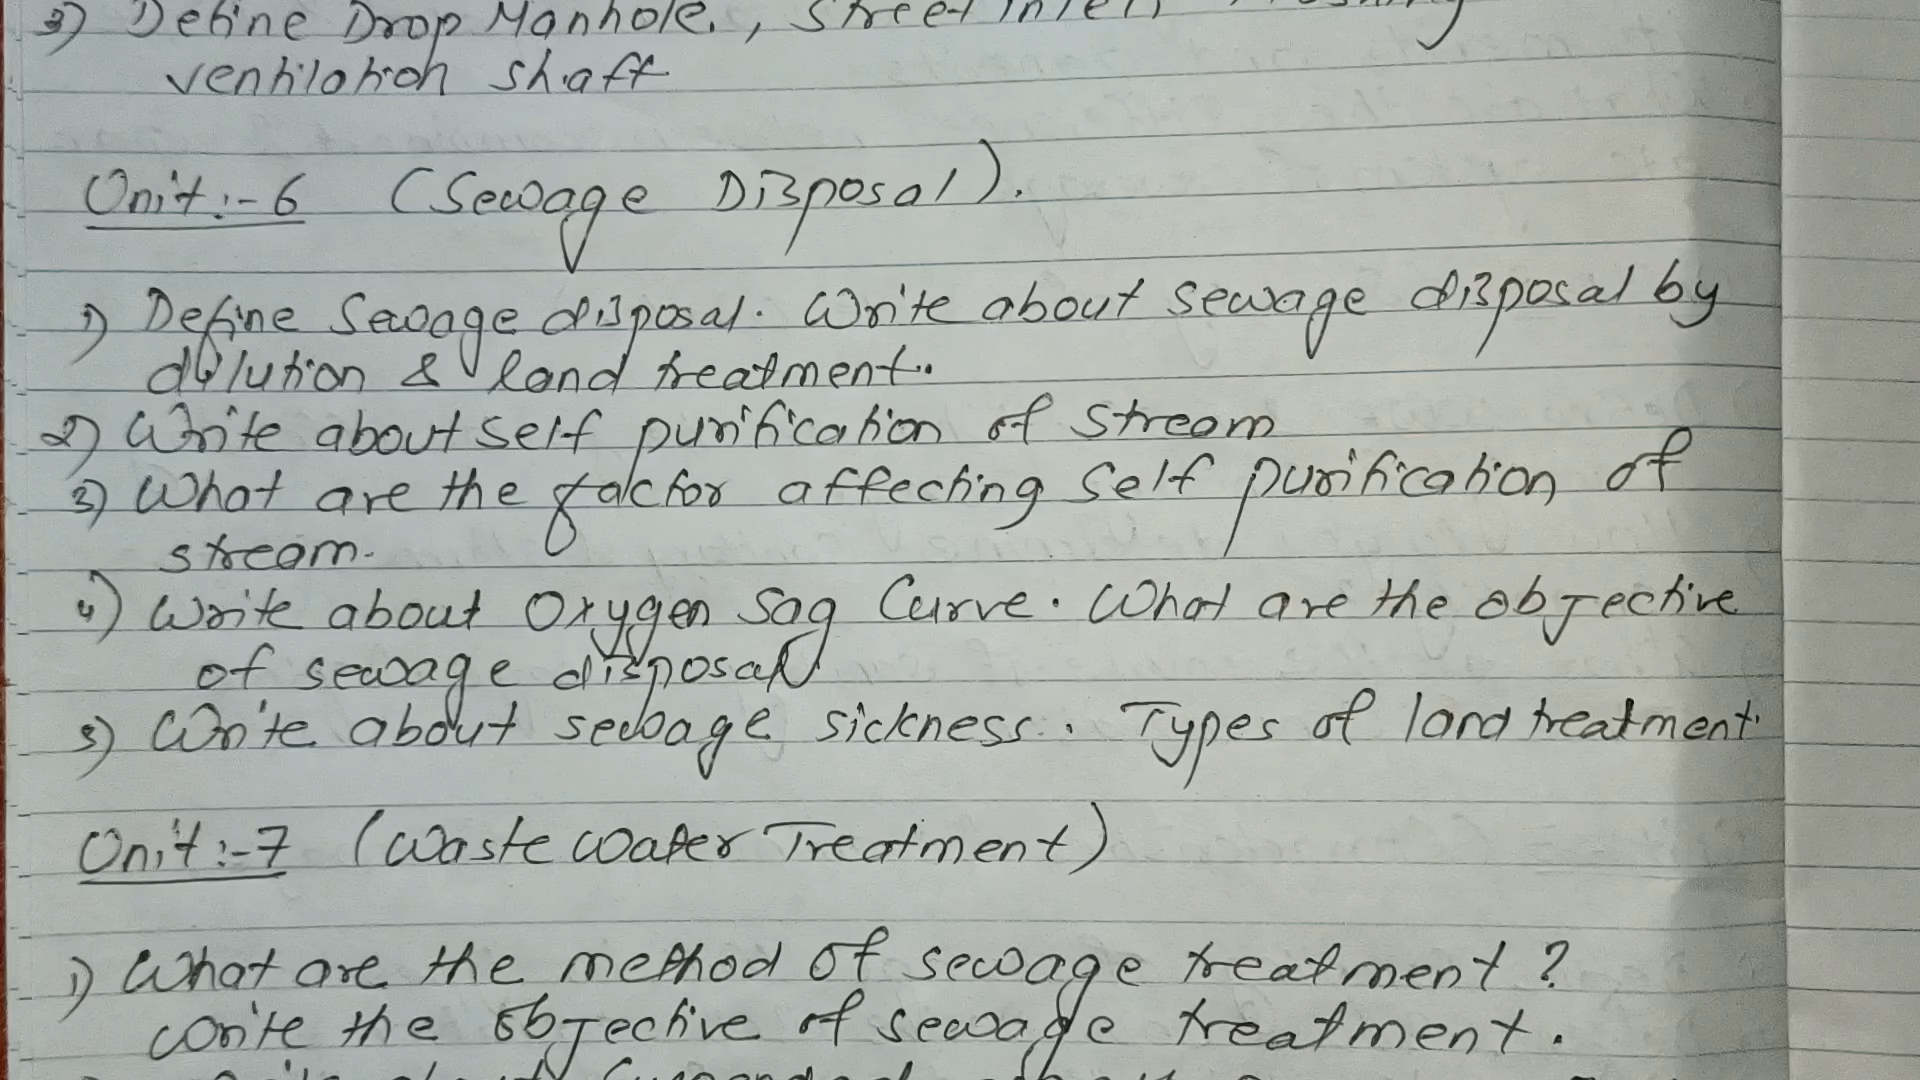 3) Define Drop Manhole., Street inlet,
ventilation shaft
Unit:-6 (Sewage Disposal).
1) Define Sewage disposal. Write about sewage disposal by
dilution & land treatment.
2) Write about self purification of stream
3) What are the factor affecting self purification of
stream.
4) Write about Oxygen Sag Curve. What are the objective
of sewage disposal
5) Write about sewage sickness. Types of land treatment.
Unit:-7 (Waste Water Treatment)
1) What are the method of sewage treatment?
write the objective of sewage treatment.